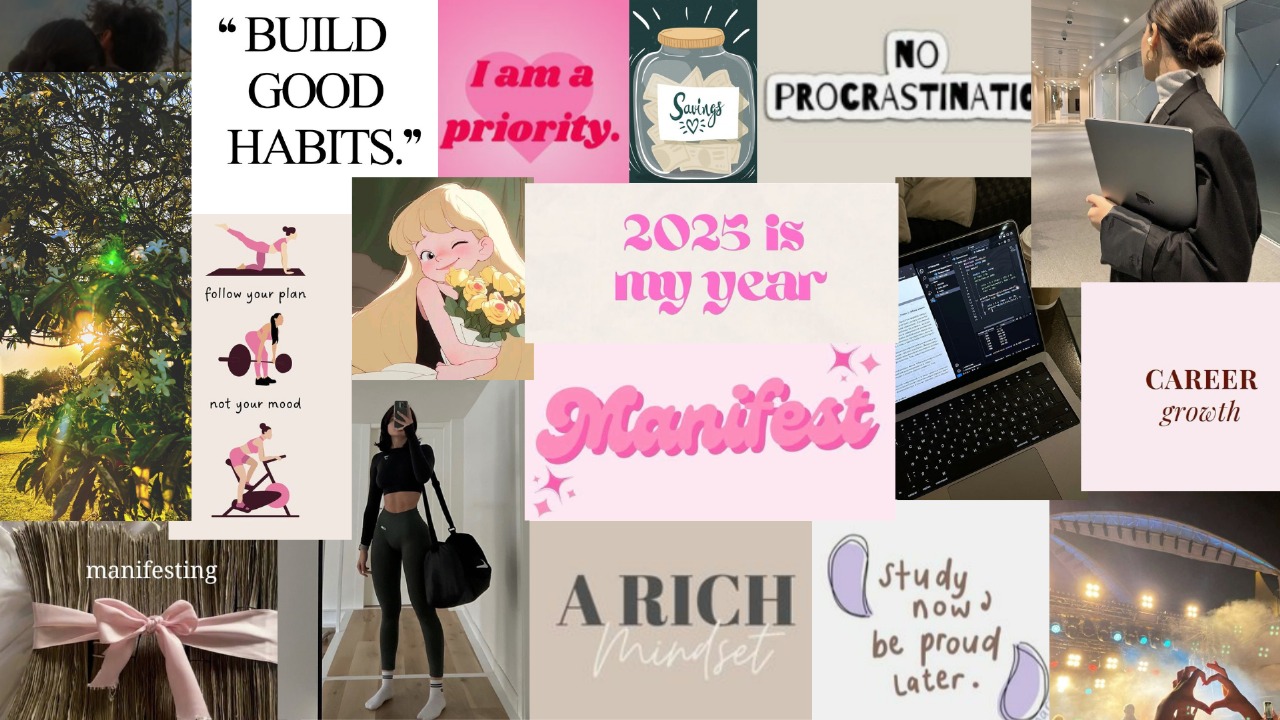 “ BUILD
GOOD
HABITS.”
I am a
priority.
Savings
NO
PROCRASTINATIO
follow your plan
not your mood
2025 is
my year
Manifest
CAREER
growth
manifesting
A RICH
Mindset
study
now
be proud
later.